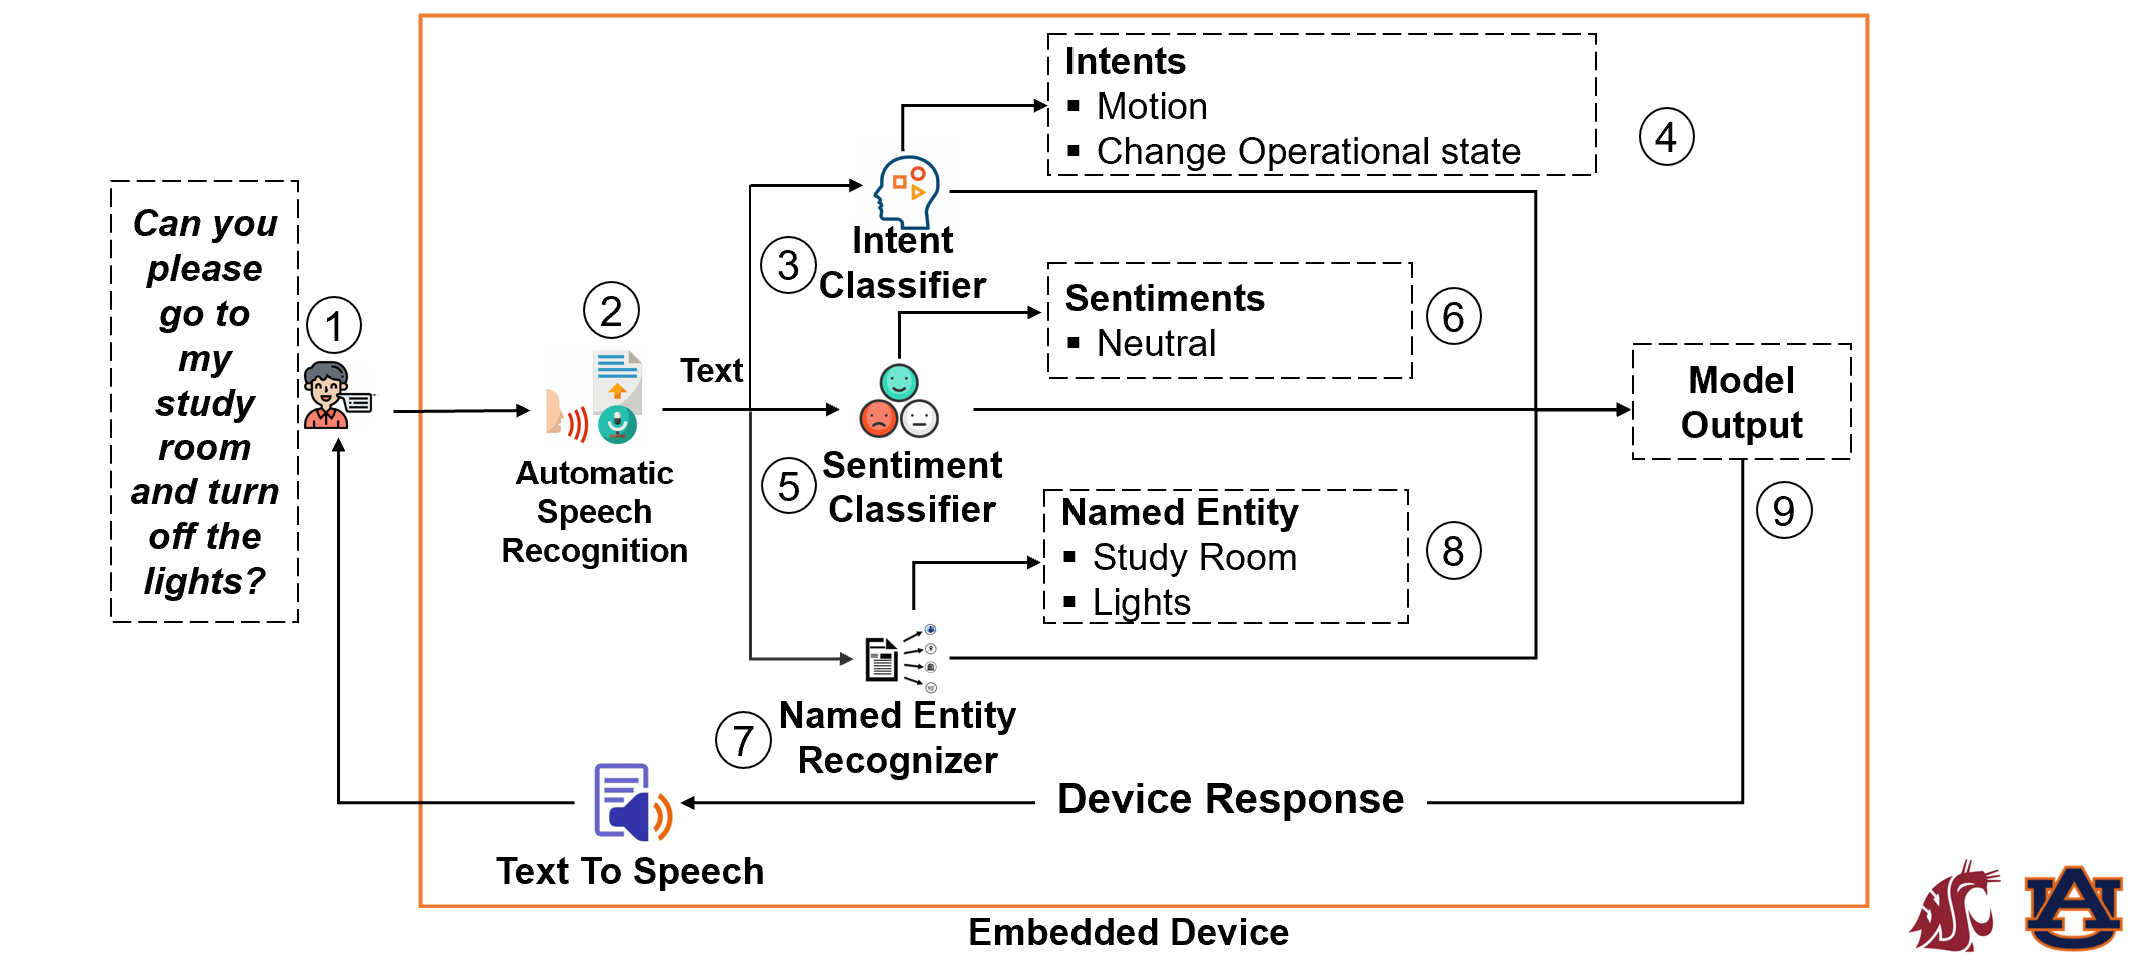 Can you
please
go to
my
study
room
and turn
off the
lights?
1
2
Automatic
Speech
Recognition
Text
3
Intent
Classifier
Intents
▪ Motion
▪ Change Operational state
4
5
Sentiment
Classifier
Sentiments
▪ Neutral
6
7
Named Entity
Recognizer
Named Entity
▪ Study Room
▪ Lights
8
Model
Output
9
Device Response
Text To Speech
Embedded Device
WSU
AU